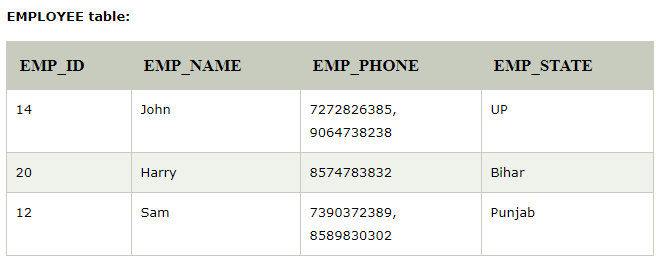 EMPLOYEE table:
EMP_ID EMP_NAME EMP_PHONE EMP_STATE
14 John 7272826385, UP
9064738238
20 Harry 8574783832 Bihar
12 Sam 7390372389, Punjab
8589830302